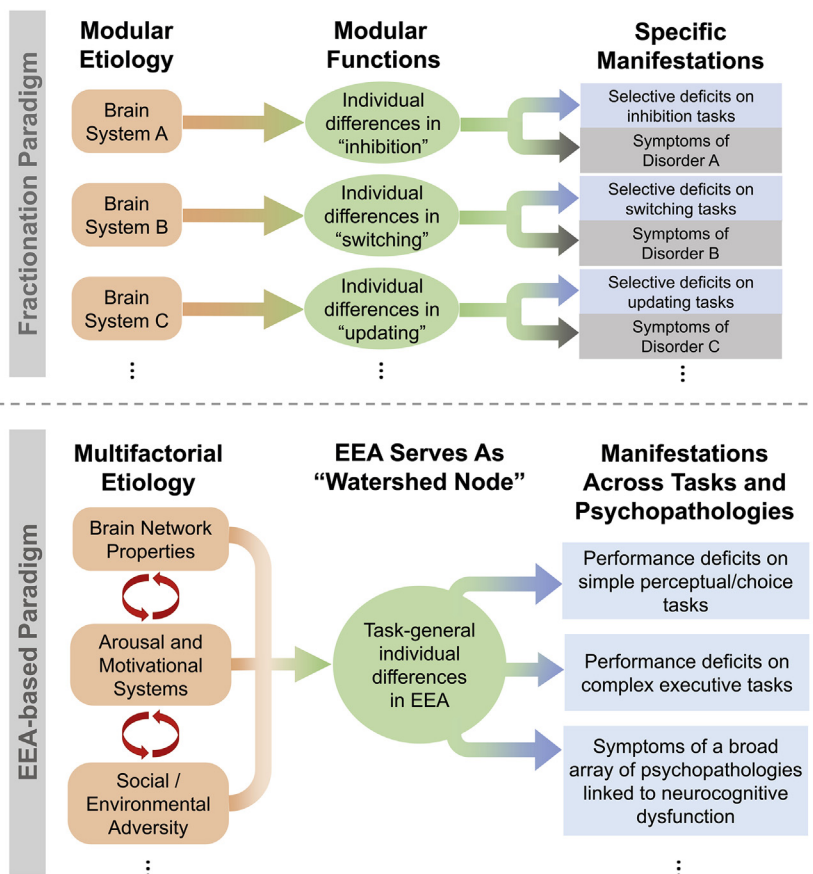 Fractionation Paradigm
Modular
Etiology
Modular
Functions
Specific
Manifestations
Brain
System A
Individual
differences in
“inhibition”
Selective deficits on
inhibition tasks
Symptoms of
Disorder A
Brain
System B
Individual
differences in
“switching”
Selective deficits on
switching tasks
Symptoms of
Disorder B
Brain
System C
Individual
differences in
“updating”
Selective deficits on
updating tasks
Symptoms of
Disorder C
EEA-based Paradigm
Multifactorial
Etiology
EEA Serves As
“Watershed Node”
Manifestations
Across Tasks and
Psychopathologies
Brain Network
Properties
Arousal and
Motivational
Systems
Social /
Environmental
Adversity
Task-general
individual
differences
in EEA
Performance deficits on
simple perceptual/choice
tasks
Performance deficits on
complex executive tasks
Symptoms of a broad
array of psychopathologies
linked to neurocognitive
dysfunction